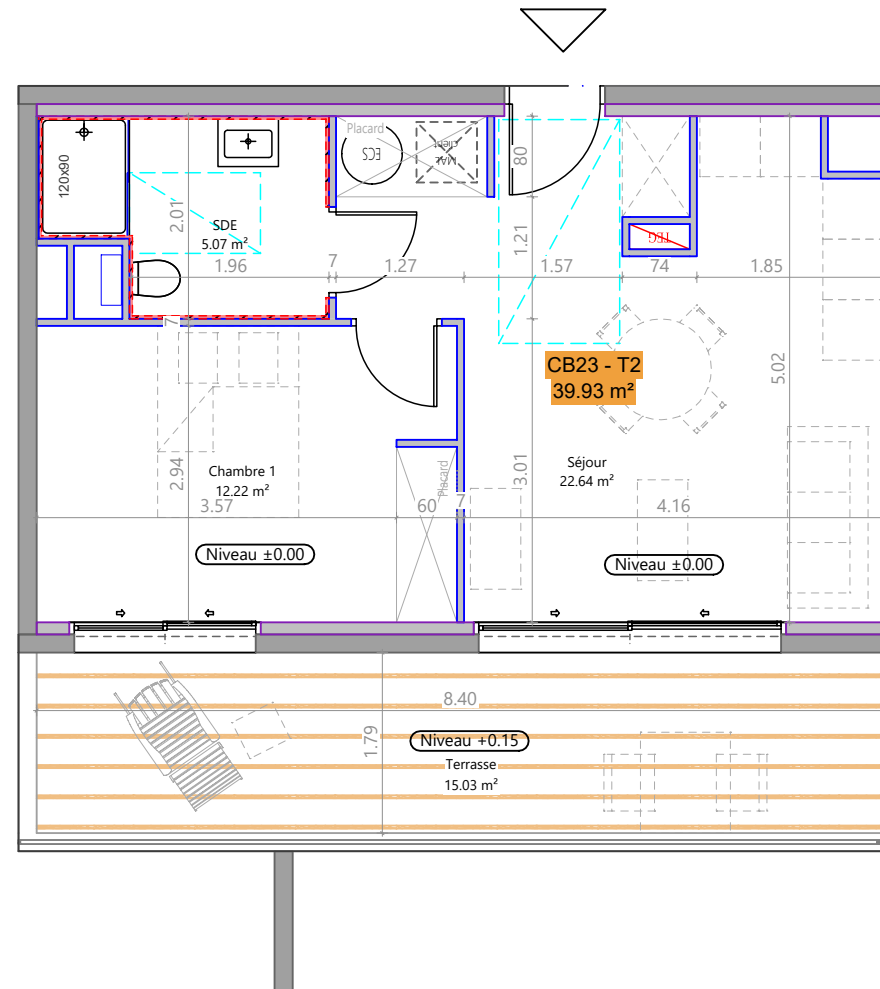 Placard
ECS
MAL
client
80
120x90
2.01
SDE
5.07 m²
1.21
TEG
1.96
7
1.27
1.57
74
1.85
7
CB23 - T2
39.93 m²
5.02
2.94
Chambre 1
12.22 m²
Placard
3.01
Séjour
22.64 m²
3.57
60
7
4.16
Niveau ±0.00
Niveau ±0.00
8.40
1.79
Niveau +0.15
Terrasse
15.03 m²